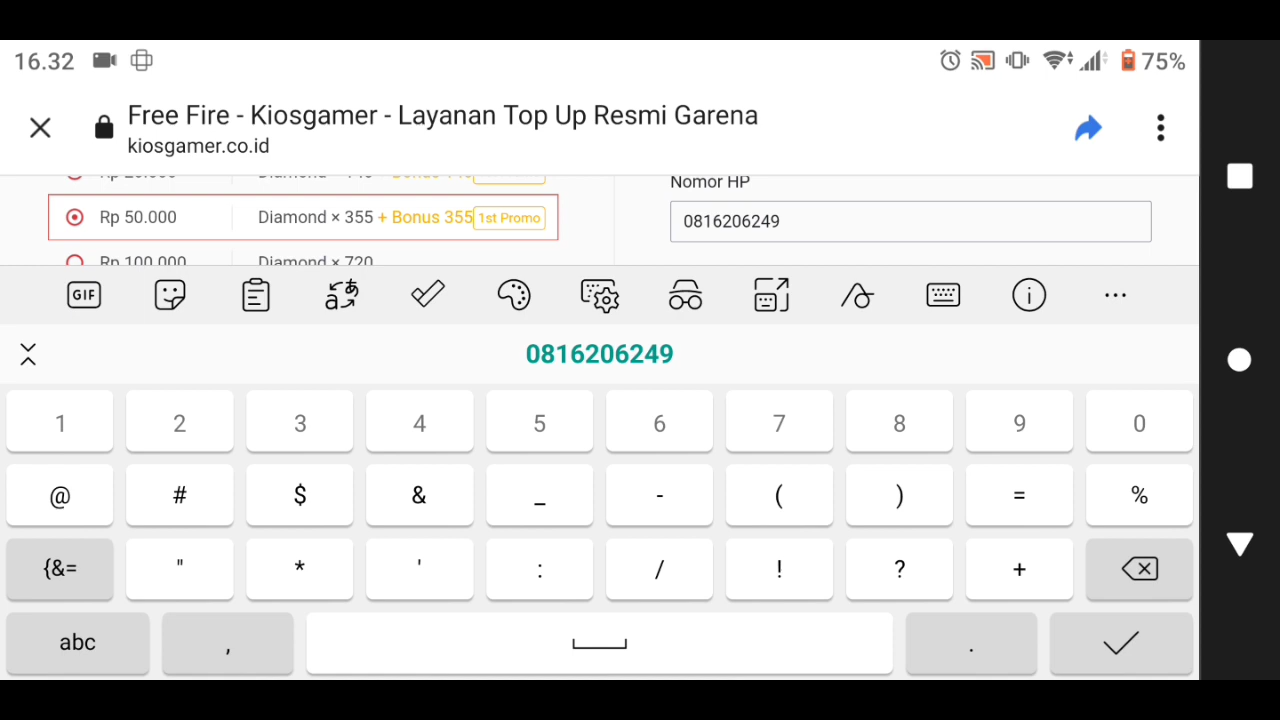 16.32
75%
Free Fire - Kiosgamer - Layanan Top Up Resmi Garena
kiosgamer.co.id
Nomor HP
Rp 50.000 Diamond × 355 + Bonus 355 1st Promo
0816206249
Rp 100.000 Diamond × 720
GIF
0816206249
1 2 3 4 5 6 7 8 9 0
@ # $ & _ - ( ) = %
{&= " * ' : / ! ? +
abc , .